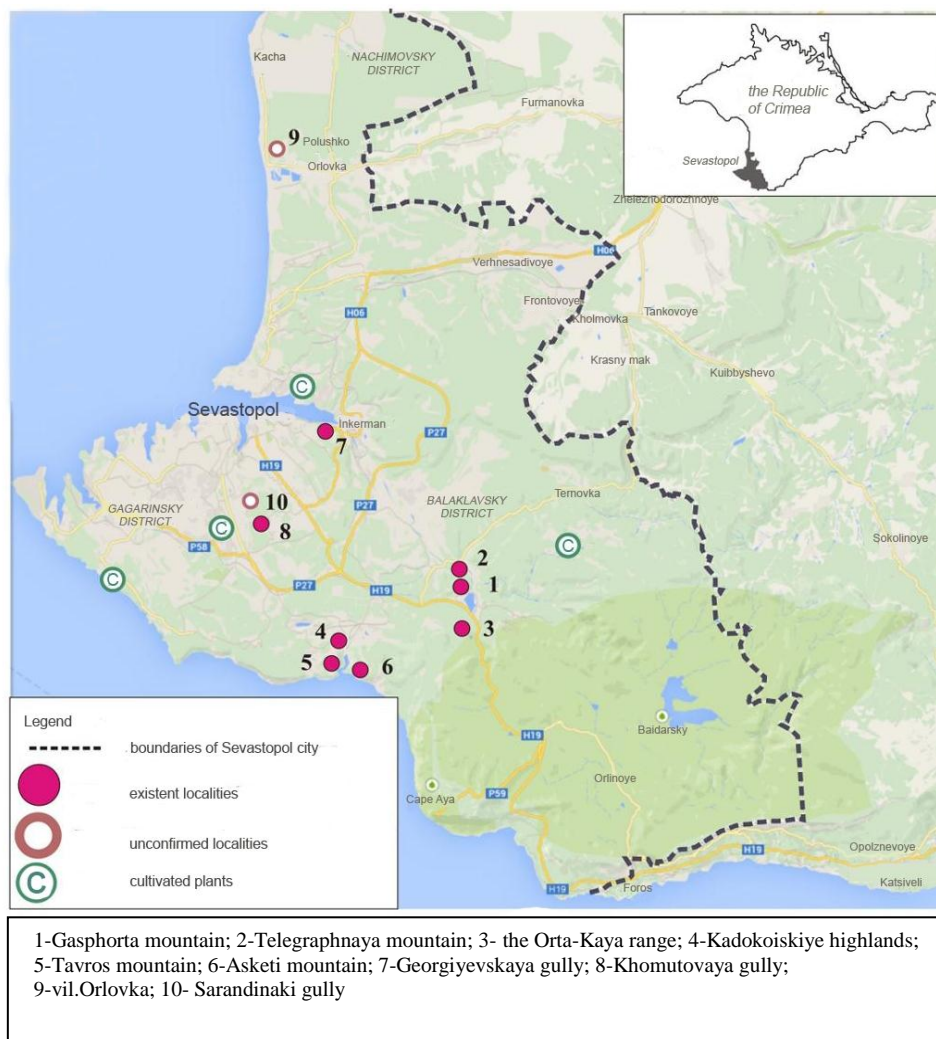 Kacha
NACHIMOVSKY
DISTRICT
the Republic
of Crimea
Sevastopol
Furmanovka
9
Polushko
Orlovka
Zheleznodorozhnoye
H06
Verhnesadivoye
Frontovoye
Kholmovka
Tankovoye
H06
Krasny mak
Kuibbyshevo
C
Sevastopol
Inkerman
7
P27
H19
10
GAGARINSKY
DISTRICT
C
8
BALAKLAVSKY
DISTRICT
Ternovka
P27
P58
C
Sokolinoye
C
2
1
P27
H19
3
4
5
6
Baidarsky
H19
Orlinoye
Cape Aya
P59
Opolznevoye
H19
Katsiveli
H19
Foros
Legend
boundaries of Sevastopol city
existent localities
unconfirmed localities
C
cultivated plants
1-Gasphorta mountain; 2-Telegraphnaya mountain; 3- the Orta-Kaya range; 4-Kadokoiskiye highlands;
5-Tavros mountain; 6-Asketi mountain; 7-Georgiyevskaya gully; 8-Khomutovaya gully;
9-vil.Orlovka; 10- Sarandinaki gully